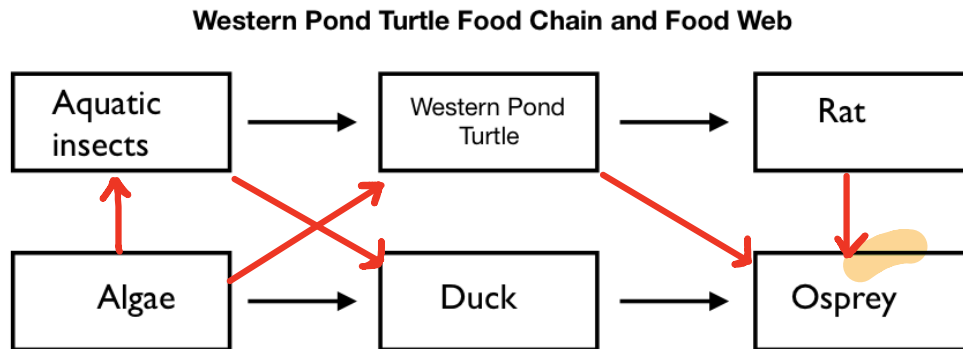 Western Pond Turtle Food Chain and Food Web
Aquatic
insects
Western Pond
Turtle
Rat
Algae
Duck
Osprey